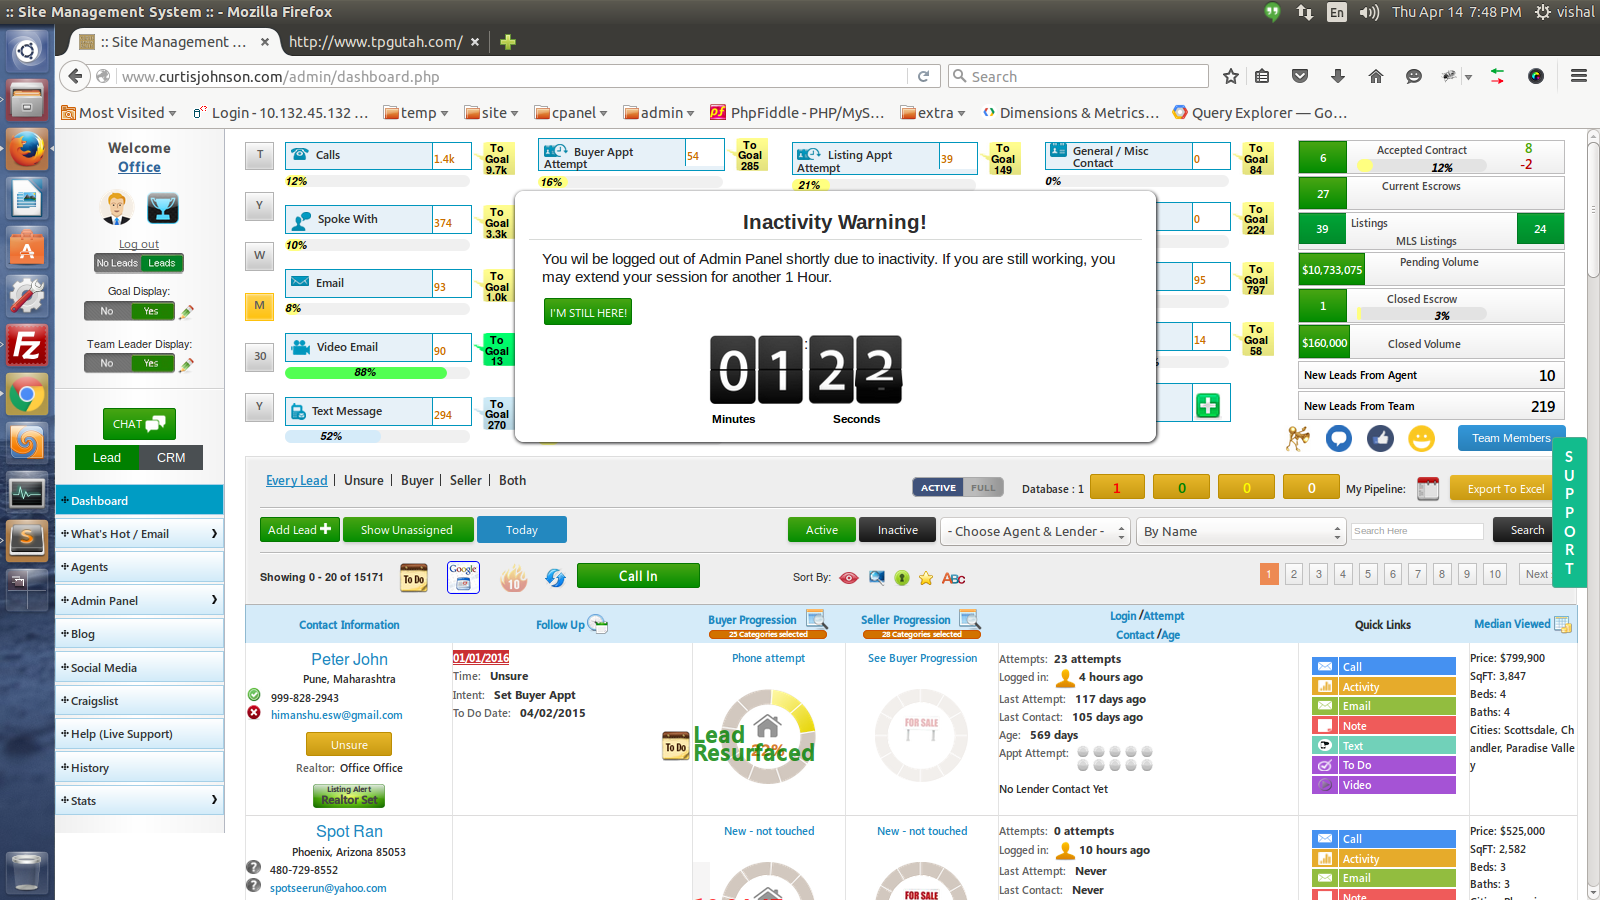 :: Site Management System :: - Mozilla Firefox
En
Thu Apr 14 7:48 PM
vishal
:: Site Management ...
http://www.tpgutah.com/
www.curtisjohnson.com/admin/dashboard.php
Search
Most Visited
Login - 10.132.45.132 ...
temp
site
cpanel
admin
PhpFiddle - PHP/MyS...
extra
Dimensions & Metrics...
Query Explorer — Go...
Welcome
Office
Log out
No Leads Leads
Goal Display:
No Yes
Team Leader Display:
No Yes
CHAT
Lead CRM
Dashboard
What's Hot / Email
Agents
Admin Panel
Blog
Social Media
Craigslist
Help (Live Support)
History
Stats
T
Y
W
M
30
Y
Calls 1.4k
To Goal 9.7k
12%
Spoke With 374
To Goal 3.3k
10%
Email 93
To Goal 1.0k
8%
Video Email 90
To Goal 13
88%
Text Message 294
To Goal 270
52%
Buyer Appt Attempt 54
To Goal 285
16%
Listing Appt Attempt 39
To Goal 149
21%
General / Misc Contact 0
To Goal 84
0%
0
To Goal 224
95
To Goal 797
14
To Goal 58
Inactivity Warning!
You wil be logged out of Admin Panel shortly due to inactivity. If you are still working, you
may extend your session for another 1 Hour.
I'M STILL HERE!
01:22
Minutes Seconds
6 Accepted Contract 8
12% -2
27 Current Escrows
39 Listings 24
MLS Listings
$10,733,075 Pending Volume
1 Closed Escrow
3%
$160,000 Closed Volume
New Leads From Agent 10
New Leads From Team 219
Team Members
SUPPORT
Every Lead | Unsure | Buyer | Seller | Both
ACTIVE FULL
Database : 1
1 0 0 0
My Pipeline:
Export To Excel
Add Lead
Show Unassigned
Today
Active
Inactive
- Choose Agent & Lender -
By Name
Search Here
Search
Showing 0 - 20 of 15171
To Do
Google
10
Call In
Sort By:
ABC
1 2 3 4 5 6 7 8 9 10 Next
Contact Information
Follow Up
Buyer Progression
25 Categories selected
Seller Progression
28 Categories selected
Login /Attempt
Contact /Age
Quick Links
Median Viewed
Peter John
Pune, Maharashtra
999-828-2943
himanshu.esw@gmail.com
Unsure
Realtor: Office Office
Listing Alert
Realtor Set
01/01/2016
Time: Unsure
Intent: Set Buyer Appt
To Do Date: 04/02/2015
To Do
Lead
Resurfaced
Phone attempt
22%
See Buyer Progression
FOR SALE
Attempts: 23 attempts
Logged in: 4 hours ago
Last Attempt: 117 days ago
Last Contact: 105 days ago
Age: 569 days
Appt Attempt:
No Lender Contact Yet
Call
Activity
Email
Note
Text
To Do
Video
Price: $799,900
SqFT: 3,847
Beds: 4
Baths: 4
Cities: Scottsdale, Ch
andler, Paradise Valle
y
Spot Ran
Phoenix, Arizona 85053
480-729-8552
spotseerun@yahoo.com
New - not touched
New - not touched
FOR SALE
Attempts: 0 attempts
Logged in: 10 hours ago
Last Attempt: Never
Last Contact: Never
Call
Activity
Email
Note
Price: $525,000
SqFT: 2,582
Beds: 3
Baths: 3